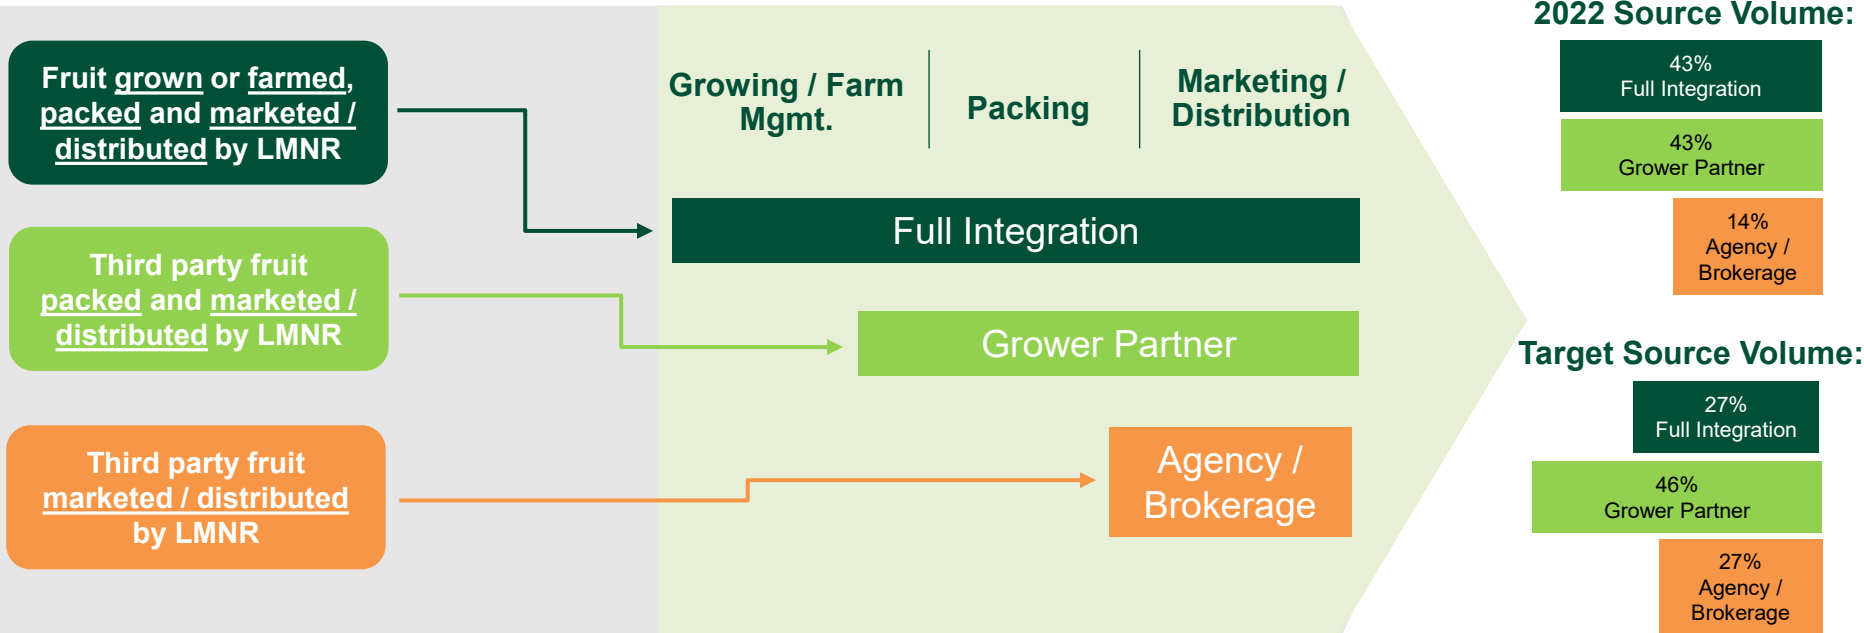 Fruit grown or farmed,
packed and marketed /
distributed by LMNR
Third party fruit
packed and marketed /
distributed by LMNR
Third party fruit
marketed / distributed
by LMNR
Growing / Farm
Mgmt.
Packing
Marketing /
Distribution
Full Integration
Grower Partner
Agency /
Brokerage
2022 Source Volume:
43%
Full Integration
43%
Grower Partner
14%
Agency /
Brokerage
Target Source Volume:
27%
Full Integration
46%
Grower Partner
27%
Agency /
Brokerage